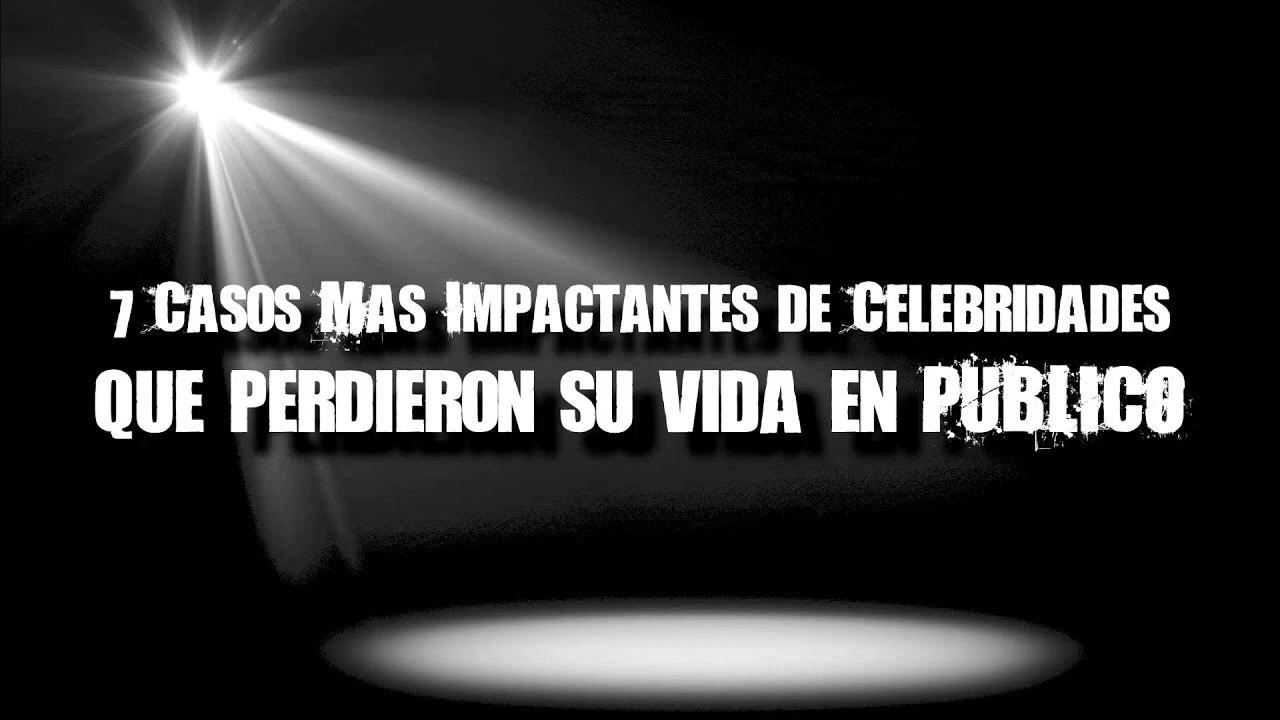 7 Casos Mas Impactantes de Celebridades
que perdieron su vida en PUBLICO